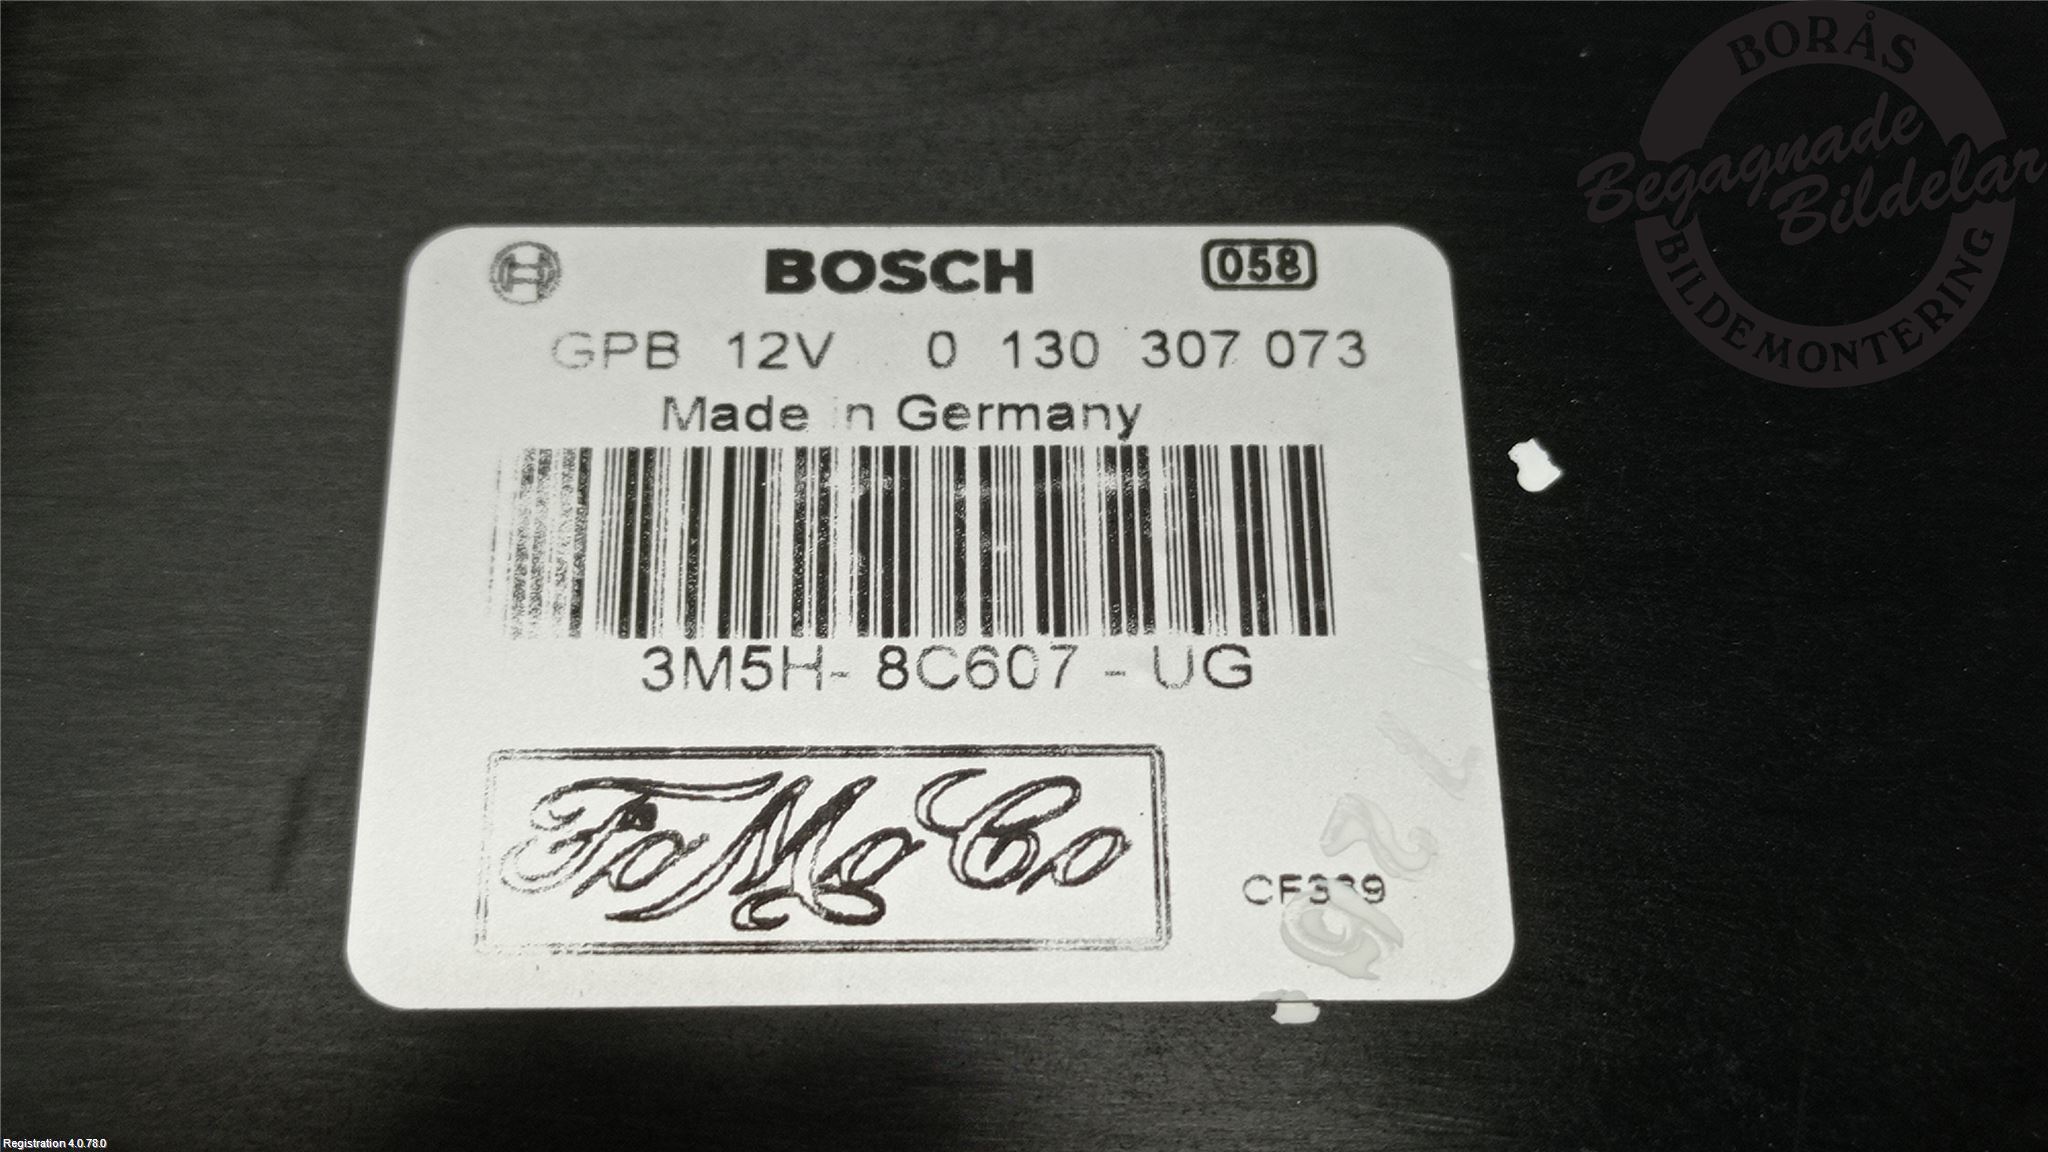 BORÅS
Begagnade
Bildelar
BILDEMONTERING
BOSCH 058
GPB 12V 0 130 307 073
Made in Germany
3M5H- 8C607 - UG
FoMoCo
Registration 4.0.78.0